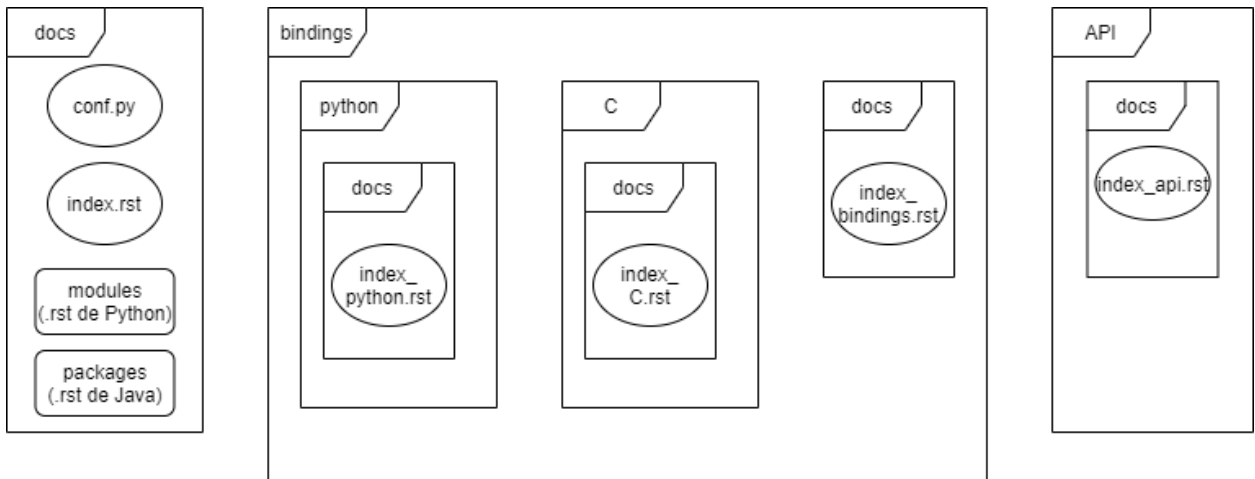 docs
conf.py
index.rst
modules
(.rst de Python)
packages
(.rst de Java)
bindings
python
docs
index_
python.rst
C
docs
index_
C.rst
docs
index_
bindings.rst
API
docs
index_api.rst